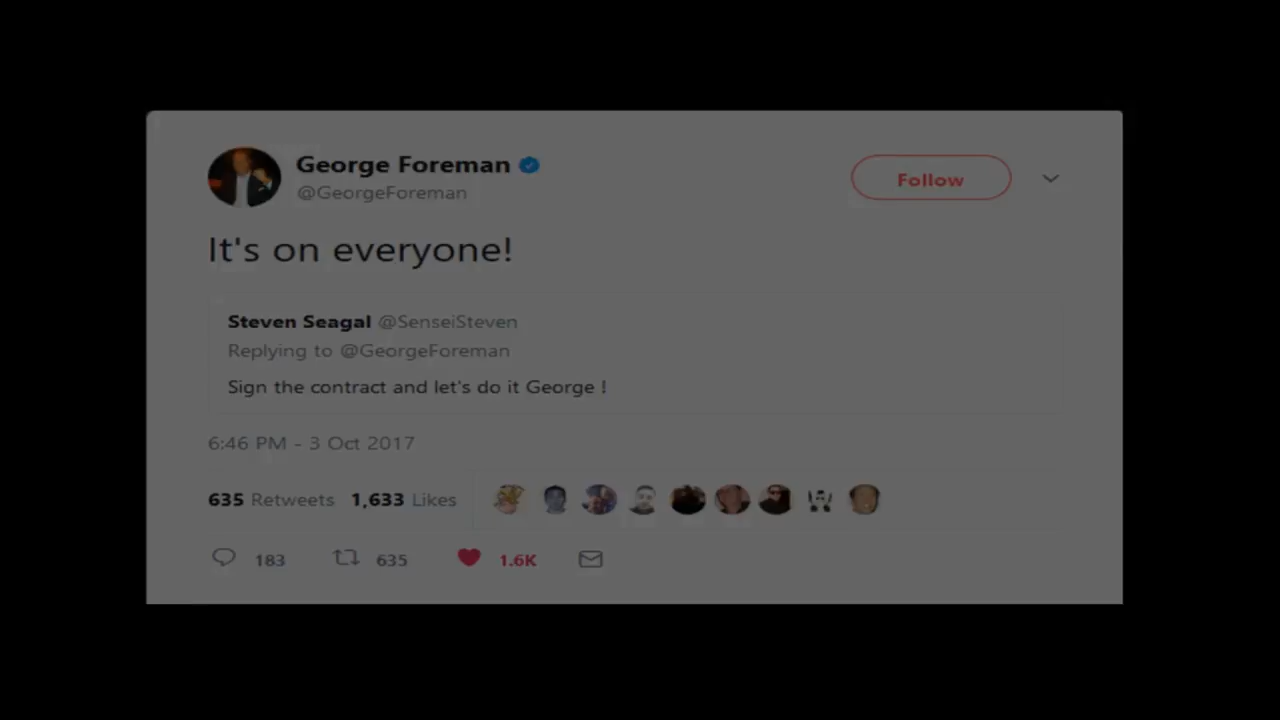 George Foreman
@GeorgeForeman
Follow
It's on everyone!
Steven Seagal @SenseiSteven
Replying to @GeorgeForeman
Sign the contract and let's do it George !
6:46 PM - 3 Oct 2017
635 Retweets 1,633 Likes
183 635 1.6K